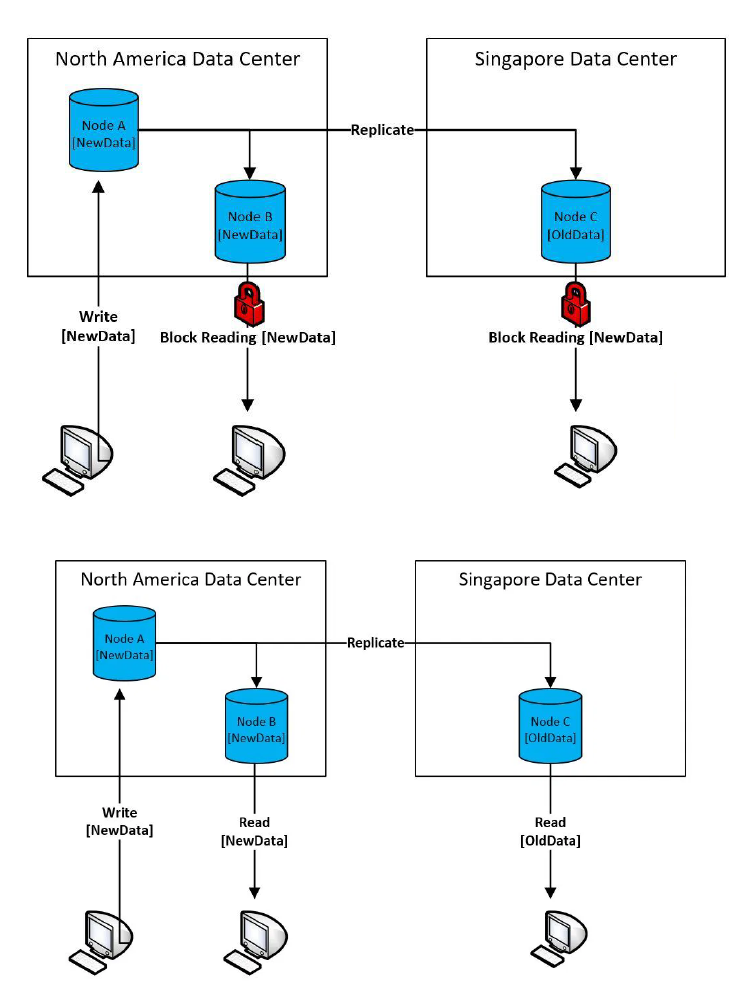 North America Data Center
Singapore Data Center
Node A
[NewData]
Replicate
Node B
[NewData]
Node C
[OldData]
Write
[NewData]
Block Reading [NewData]
Block Reading [NewData]
North America Data Center
Singapore Data Center
Node A
[NewData]
Replicate
Node B
[NewData]
Node C
[OldData]
Write
[NewData]
Read
[NewData]
Read
[OldData]